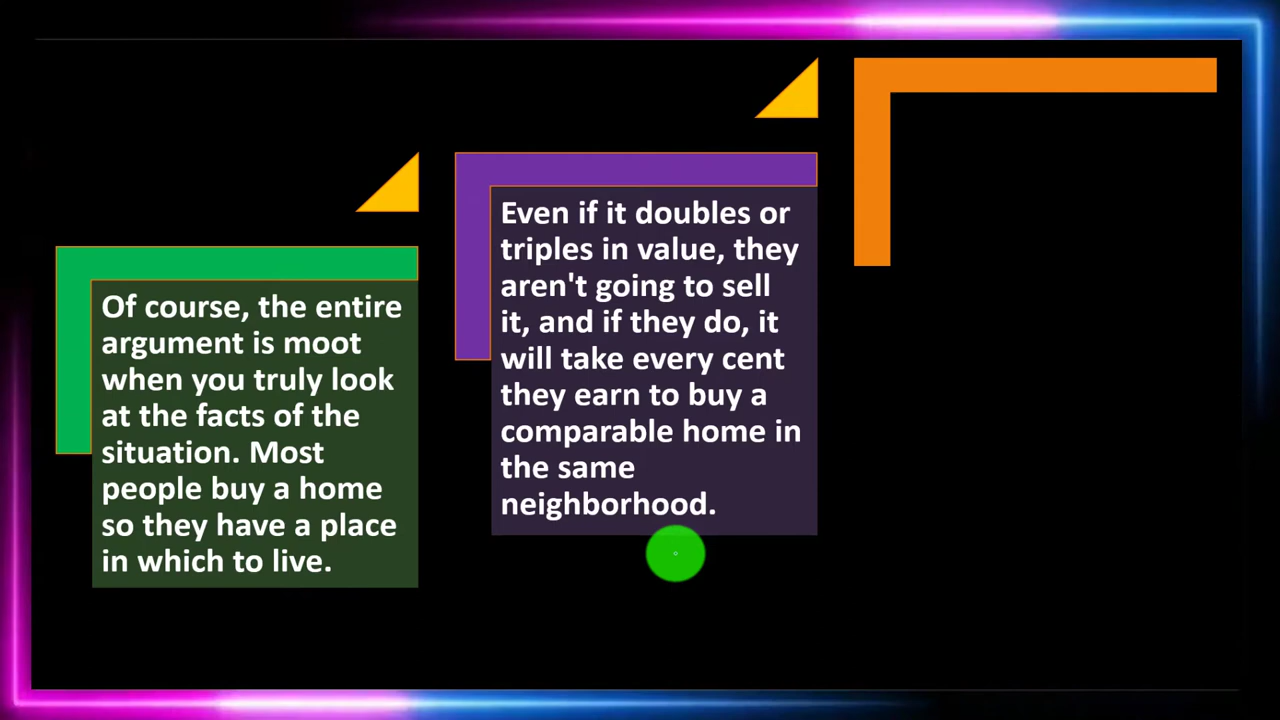 Of course, the entire
argument is moot
when you truly look
at the facts of the
situation. Most
people buy a home
so they have a place
in which to live.
Even if it doubles or
triples in value, they
aren't going to sell
it, and if they do, it
will take every cent
they earn to buy a
comparable home in
the same
neighborhood.